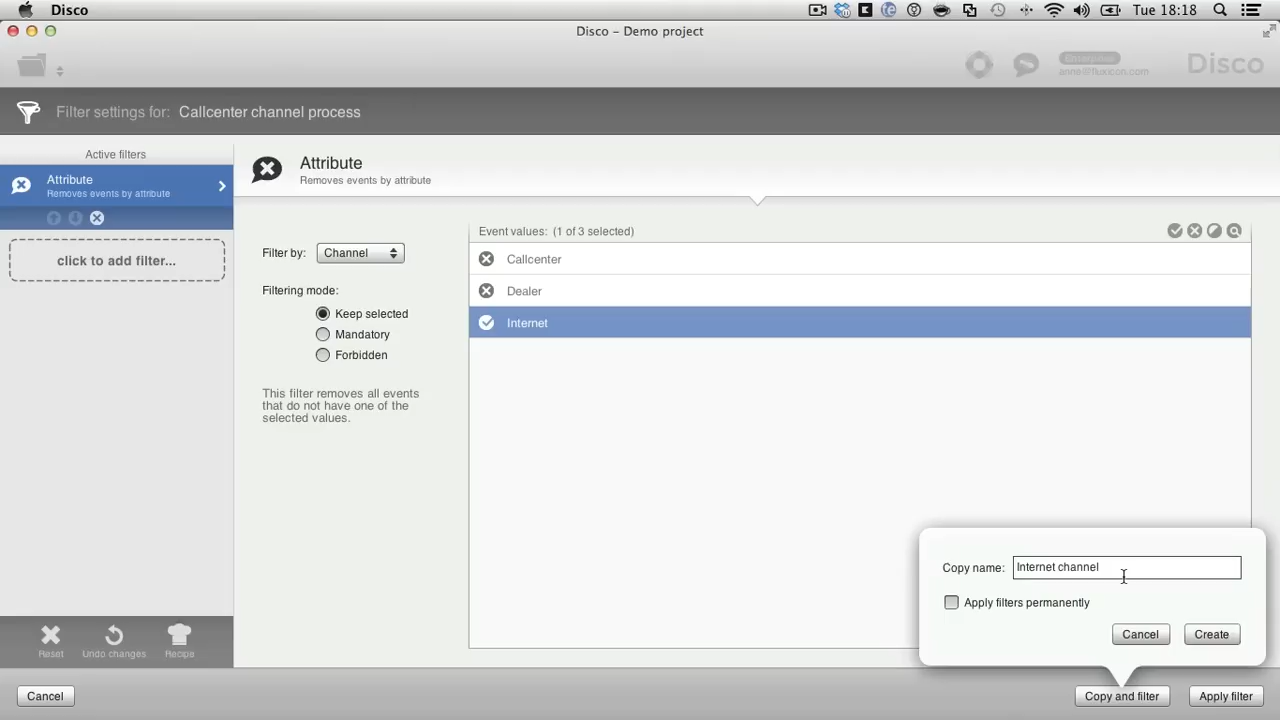 Disco
Tue 18:18
Disco – Demo project
Enterprise
anne@fluxicon.com
Disco
Filter settings for: Callcenter channel process
Active filters
Attribute
Removes events by attribute
click to add filter...
Attribute
Removes events by attribute
Filter by: Channel
Filtering mode:
Keep selected
Mandatory
Forbidden
This filter removes all events
that do not have one of the
selected values.
Event values: (1 of 3 selected)
Callcenter
Dealer
Internet
Copy name: Internet channel
Apply filters permanently
Cancel Create
Reset Undo changes Recipe
Cancel Copy and filter Apply filter